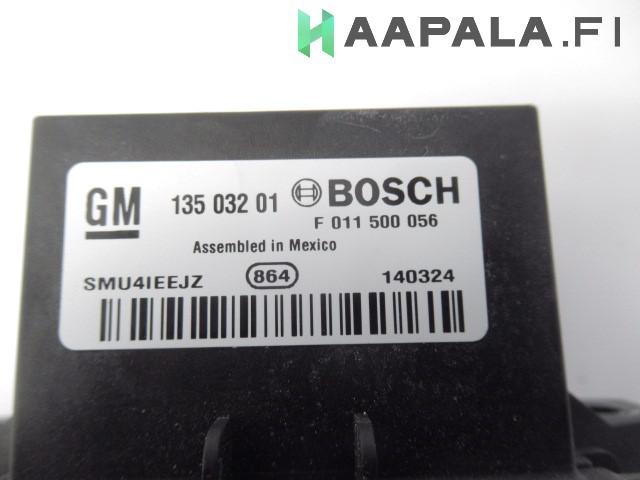 HAAPALA.FI
GM 135 032 01 BOSCH
F 011 500 056
Assembled in Mexico
SMU4IEEJZ 864 140324